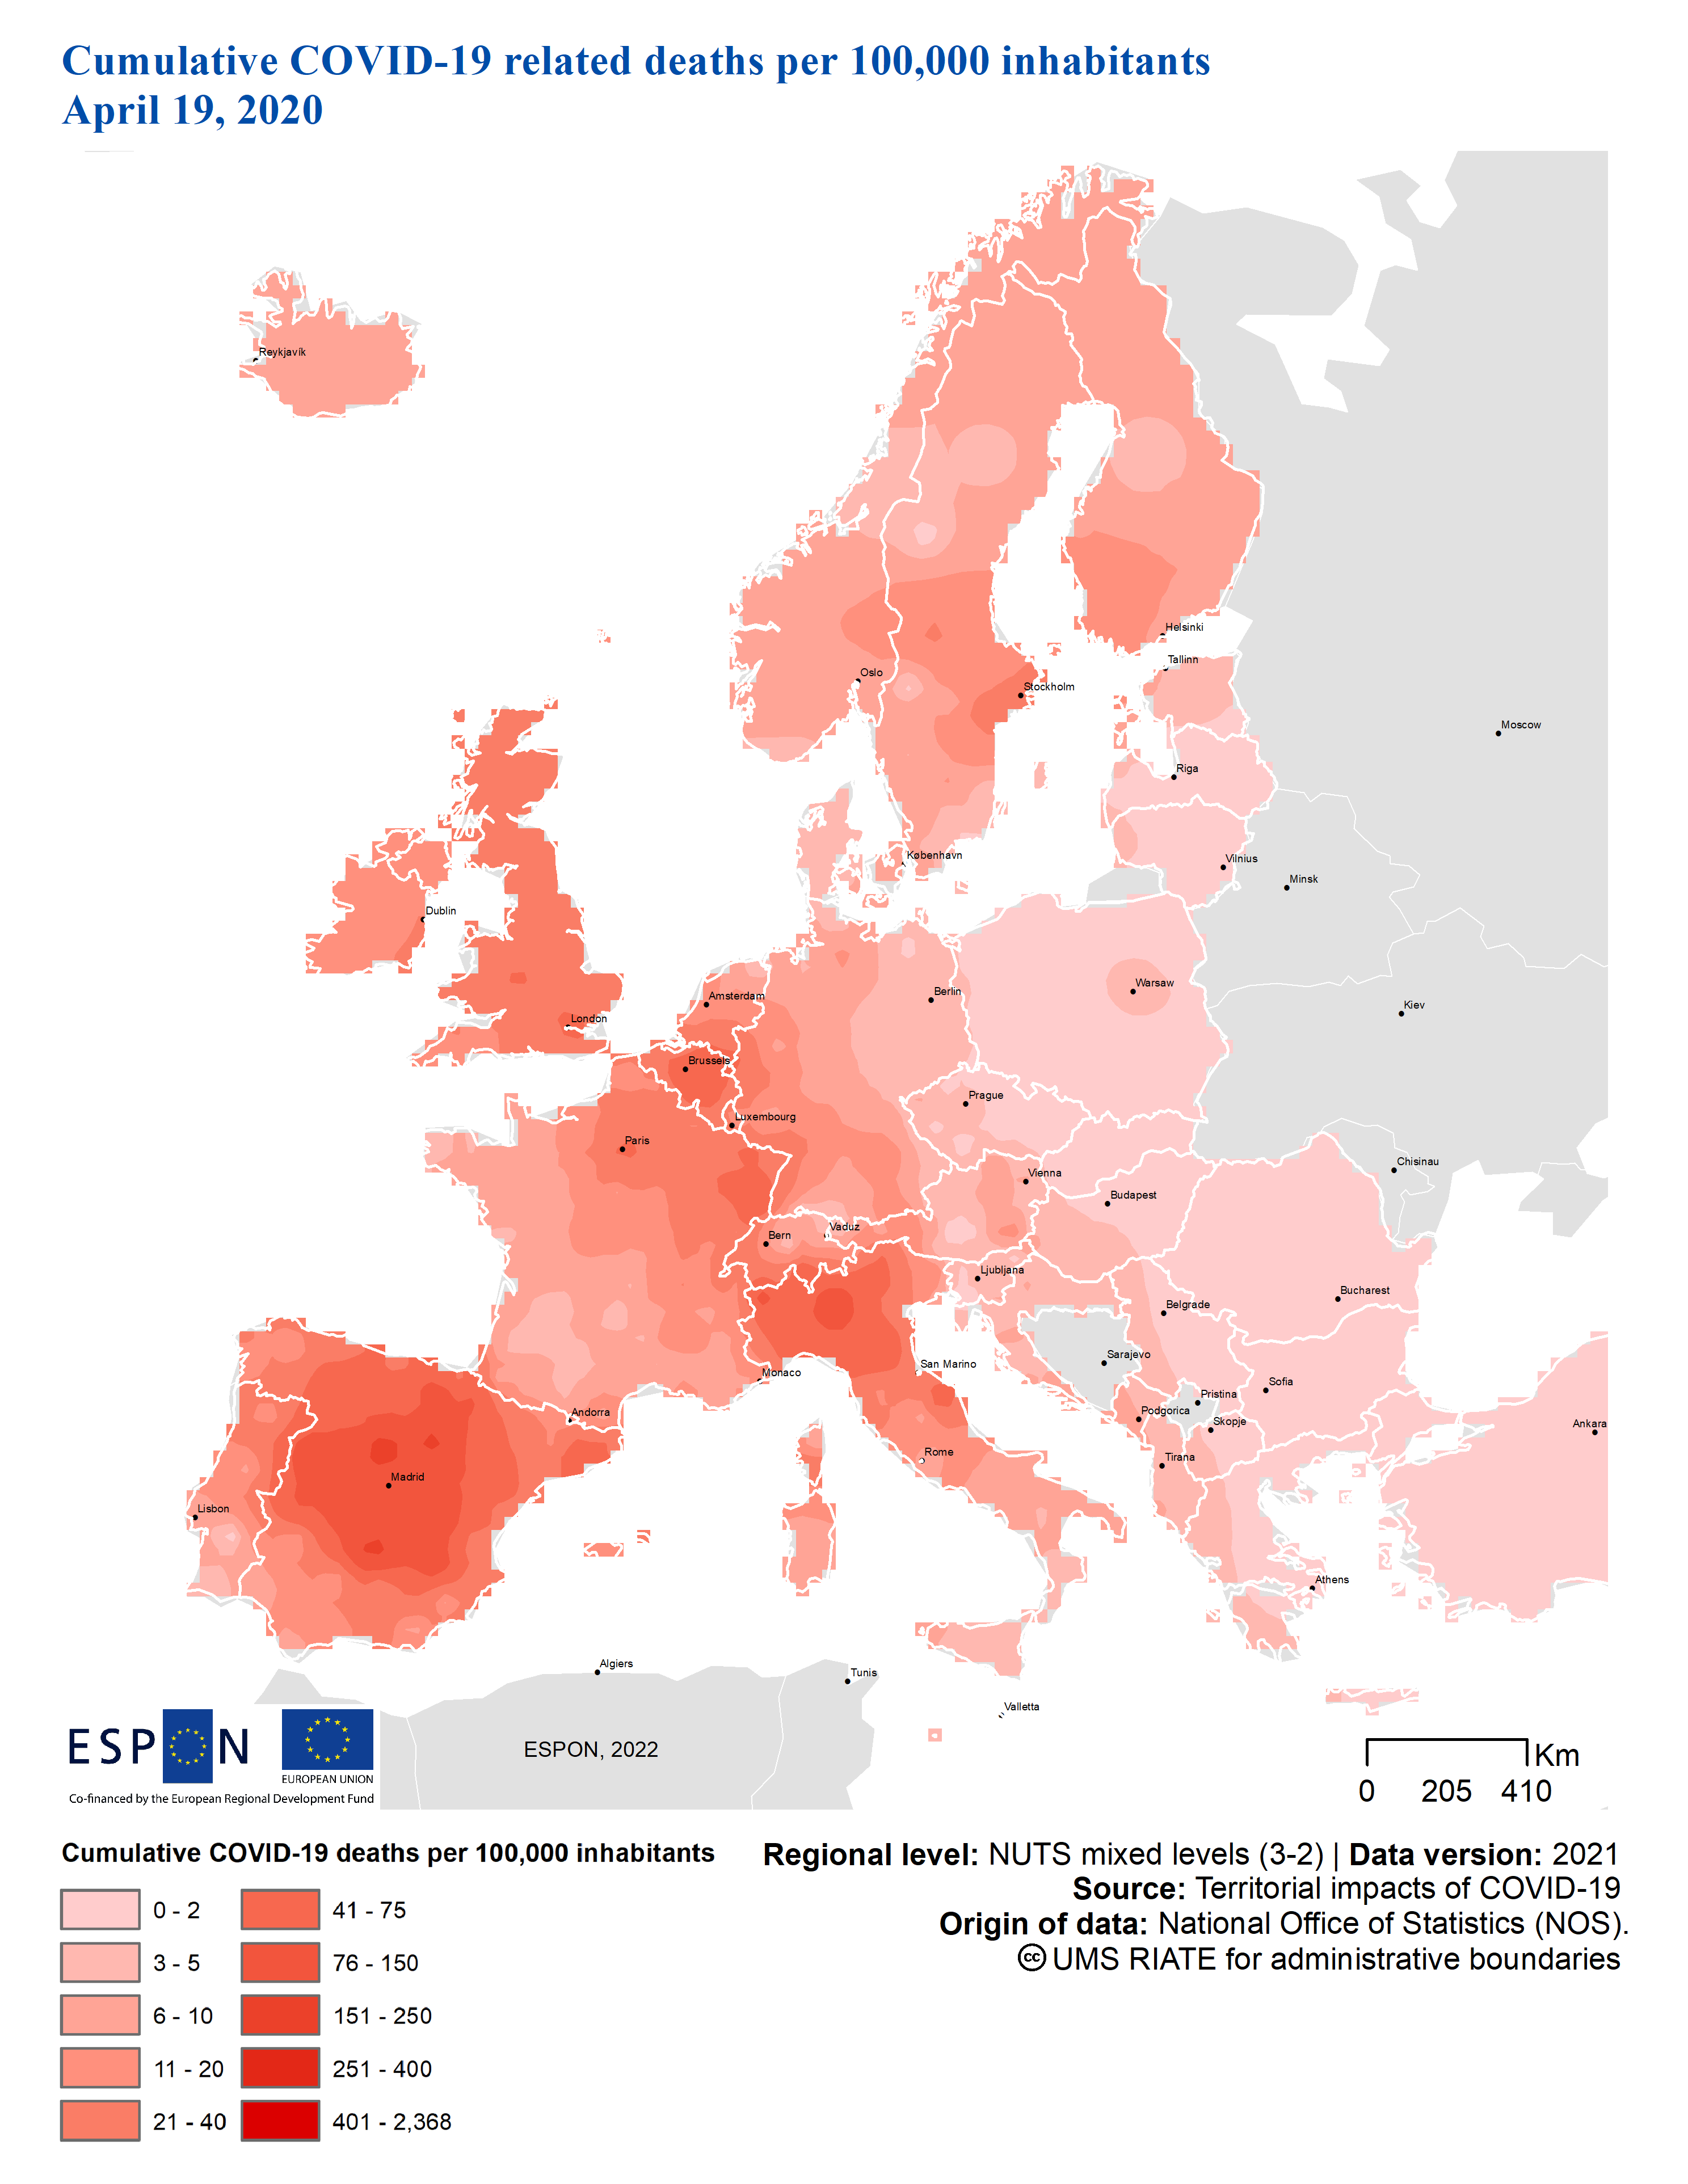 Cumulative COVID-19 related deaths per 100,000 inhabitants
April 19, 2020
Reykjavík
Helsinki
Tallinn
Oslo
Stockholm
Moscow
Riga
København
Vilnius
Minsk
Dublin
Berlin
Warsaw
Amsterdam
Kiev
London
Brussels
Prague
Luxembourg
Paris
Chisinau
Vienna
Budapest
Vaduz
Bern
Ljubljana
Bucharest
Belgrade
Sarajevo
San Marino
Monaco
Sofia
Pristina
Andorra
Podgorica
Skopje
Ankara
Rome
Tirana
Madrid
Lisbon
Athens
Algiers
Tunis
Valletta
ESPON
EUROPEAN UNION
Co-financed by the European Regional Development Fund
ESPON, 2022
Km
0 205 410
Cumulative COVID-19 deaths per 100,000 inhabitants
0 - 2
3 - 5
6 - 10
11 - 20
21 - 40
41 - 75
76 - 150
151 - 250
251 - 400
401 - 2,368
Regional level: NUTS mixed levels (3-2) | Data version: 2021
Source: Territorial impacts of COVID-19
Origin of data: National Office of Statistics (NOS).
cc UMS RIATE for administrative boundaries